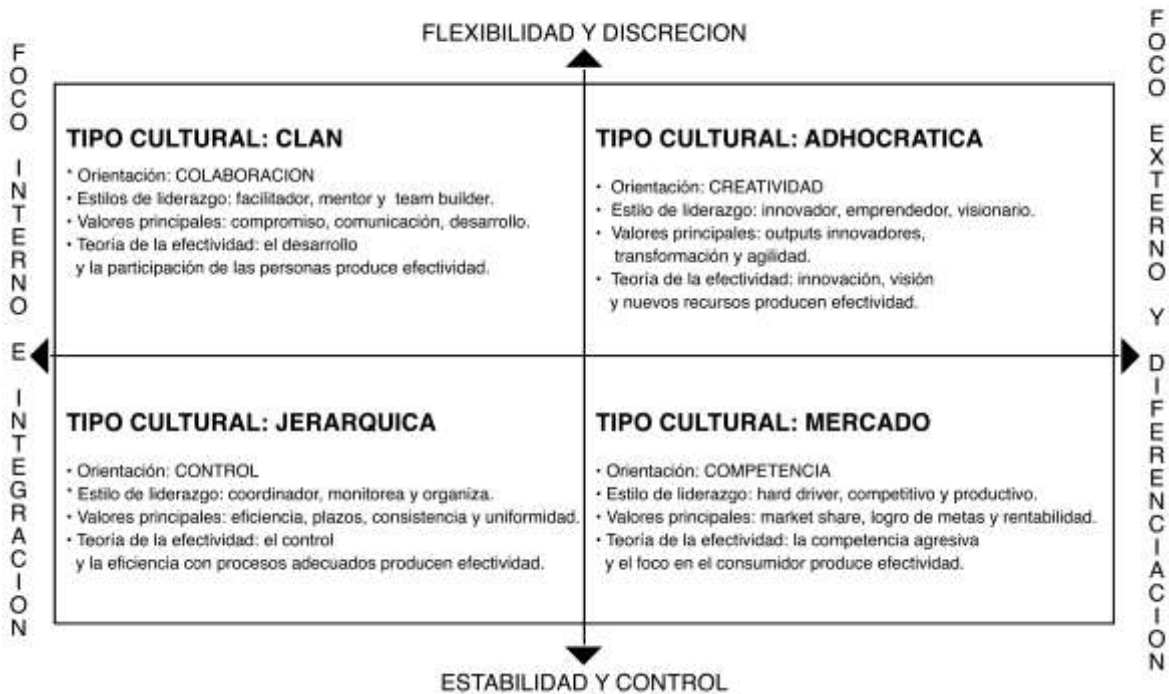 FLEXIBILIDAD Y DISCRECION
FOCO INTERNO E INTEGRACION
FOCO EXTERNO Y DIFERENCIACION
TIPO CULTURAL: CLAN
* Orientación: COLABORACION
• Estilos de liderazgo: facilitador, mentor y team builder.
• Valores principales: compromiso, comunicación, desarrollo.
• Teoría de la efectividad: el desarrollo
y la participación de las personas produce efectividad.
TIPO CULTURAL: ADHOCRATICA
• Orientación: CREATIVIDAD
• Estilo de liderazgo: innovador, emprendedor, visionario.
• Valores principales: outputs innovadores,
transformación y agilidad.
• Teoría de la efectividad: innovación, visión
y nuevos recursos producen efectividad.
TIPO CULTURAL: JERARQUICA
• Orientación: CONTROL
* Estilo de liderazgo: coordinador, monitorea y organiza.
• Valores principales: eficiencia, plazos, consistencia y uniformidad.
• Teoría de la efectividad: el control
y la eficiencia con procesos adecuados producen efectividad.
TIPO CULTURAL: MERCADO
• Orientación: COMPETENCIA
• Estilo de liderazgo: hard driver, competitivo y productivo.
• Valores principales: market share, logro de metas y rentabilidad.
• Teoría de la efectividad: la competencia agresiva
y el foco en el consumidor produce efectividad.
ESTABILIDAD Y CONTROL